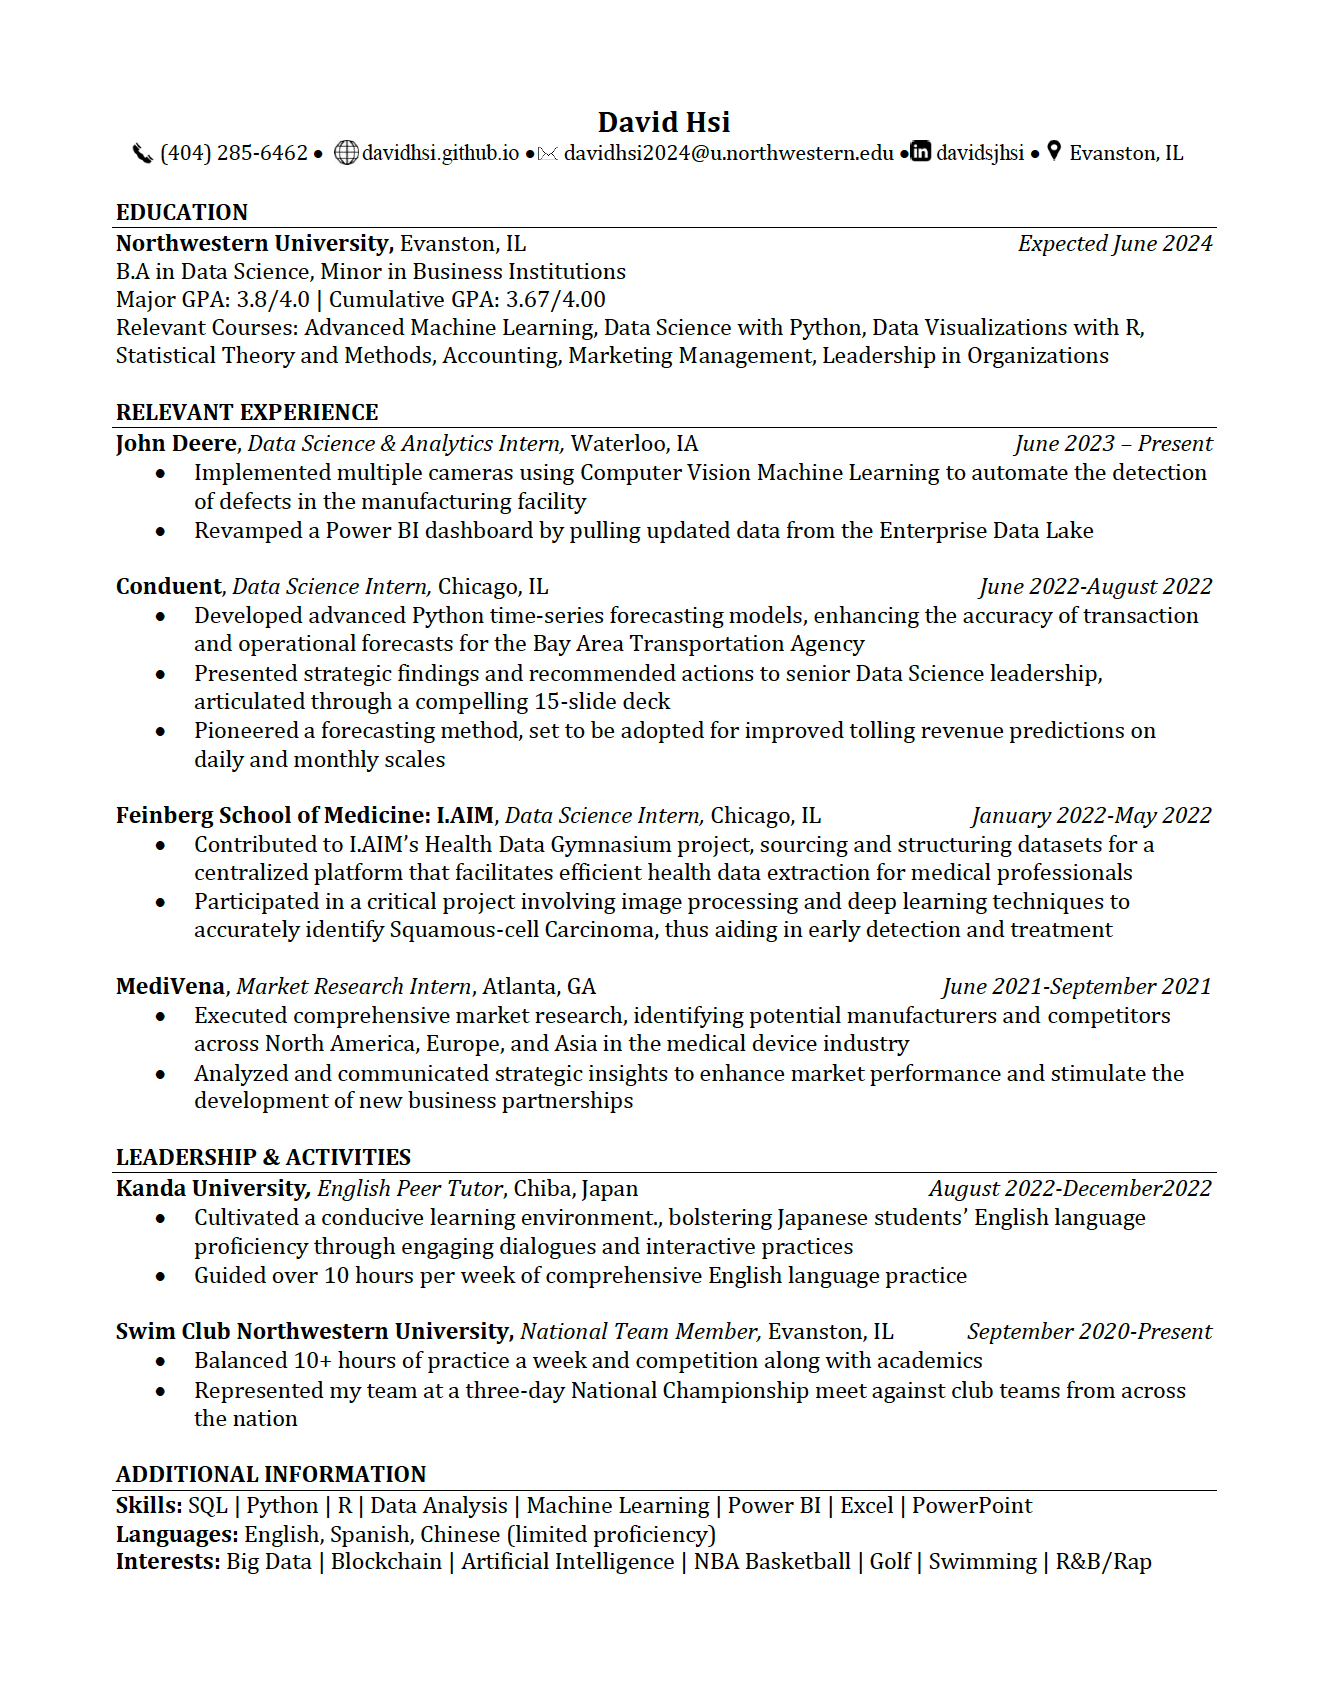 David Hsi
(404) 285-6462 • davidhsi.github.io • davidhsi2024@u.northwestern.edu • in davidsjhsi • Evanston, IL
EDUCATION
Northwestern University, Evanston, IL Expected June 2024
B.A in Data Science, Minor in Business Institutions
Major GPA: 3.8/4.0 | Cumulative GPA: 3.67/4.00
Relevant Courses: Advanced Machine Learning, Data Science with Python, Data Visualizations with R,
Statistical Theory and Methods, Accounting, Marketing Management, Leadership in Organizations
RELEVANT EXPERIENCE
John Deere, Data Science & Analytics Intern, Waterloo, IA June 2023 – Present
• Implemented multiple cameras using Computer Vision Machine Learning to automate the detection
of defects in the manufacturing facility
• Revamped a Power BI dashboard by pulling updated data from the Enterprise Data Lake
Conduent, Data Science Intern, Chicago, IL June 2022-August 2022
• Developed advanced Python time-series forecasting models, enhancing the accuracy of transaction
and operational forecasts for the Bay Area Transportation Agency
• Presented strategic findings and recommended actions to senior Data Science leadership,
articulated through a compelling 15-slide deck
• Pioneered a forecasting method, set to be adopted for improved tolling revenue predictions on
daily and monthly scales
Feinberg School of Medicine: I.AIM, Data Science Intern, Chicago, IL January 2022-May 2022
• Contributed to I.AIM’s Health Data Gymnasium project, sourcing and structuring datasets for a
centralized platform that facilitates efficient health data extraction for medical professionals
• Participated in a critical project involving image processing and deep learning techniques to
accurately identify Squamous-cell Carcinoma, thus aiding in early detection and treatment
MediVena, Market Research Intern, Atlanta, GA June 2021-September 2021
• Executed comprehensive market research, identifying potential manufacturers and competitors
across North America, Europe, and Asia in the medical device industry
• Analyzed and communicated strategic insights to enhance market performance and stimulate the
development of new business partnerships
LEADERSHIP & ACTIVITIES
Kanda University, English Peer Tutor, Chiba, Japan August 2022-December2022
• Cultivated a conducive learning environment., bolstering Japanese students’ English language
proficiency through engaging dialogues and interactive practices
• Guided over 10 hours per week of comprehensive English language practice
Swim Club Northwestern University, National Team Member, Evanston, IL September 2020-Present
• Balanced 10+ hours of practice a week and competition along with academics
• Represented my team at a three-day National Championship meet against club teams from across
the nation
ADDITIONAL INFORMATION
Skills: SQL | Python | R | Data Analysis | Machine Learning | Power BI | Excel | PowerPoint
Languages: English, Spanish, Chinese (limited proficiency)
Interests: Big Data | Blockchain | Artificial Intelligence | NBA Basketball | Golf | Swimming | R&B/Rap